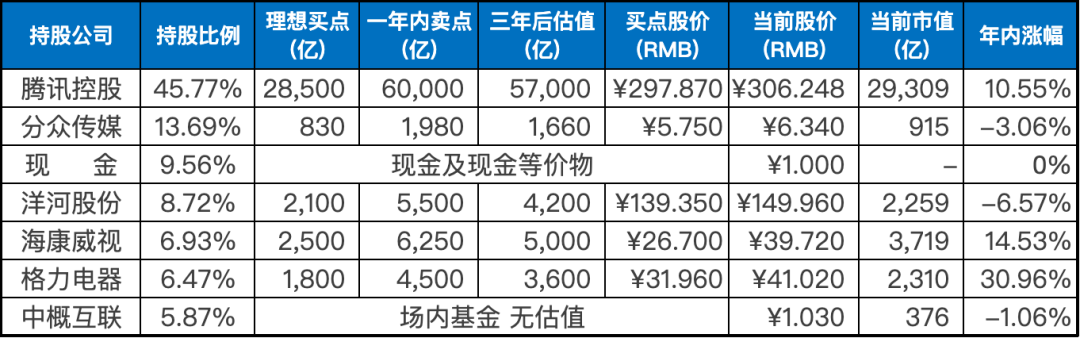 持股公司 持股比例 理想买点(亿) 一年内卖点(亿) 三年后估值(亿) 买点股价(RMB) 当前股价(RMB) 当前市值(亿) 年内涨幅
腾讯控股 45.77% 28,500 60,000 57,000 ¥297.870 ¥306.248 29,309 10.55%
分众传媒 13.69% 830 1,980 1,660 ¥5.750 ¥6.340 915 -3.06%
现 金 9.56% 现金及现金等价物 ¥1.000 - 0%
洋河股份 8.72% 2,100 5,500 4,200 ¥139.350 ¥149.960 2,259 -6.57%
海康威视 6.93% 2,500 6,250 5,000 ¥26.700 ¥39.720 3,719 14.53%
格力电器 6.47% 1,800 4,500 3,600 ¥31.960 ¥41.020 2,310 30.96%
中概互联 5.87% 场内基金 无估值 ¥1.030 376 -1.06%